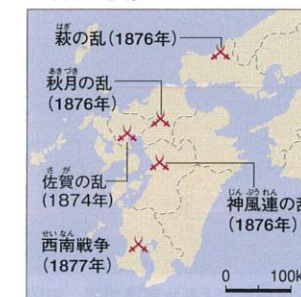 はぎ
萩の乱(1876年)
あきづき
秋月の乱
(1876年)
さが
佐賀の乱
(1874年)
じんぷうれん
神風連の乱
(1876年)
せいなん
西南戦争
(1877年)
0 100k